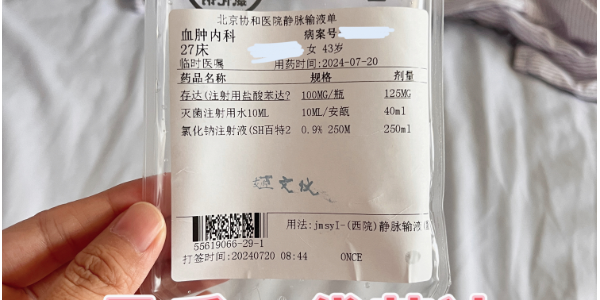 北京协和医院静脉输液单
血肿内科 病案号
27床 女 43岁
临时医嘱 用药时间:2024-07-20
药品名称 规格 剂量
存达(注射用盐酸苯达? 100MG/瓶 125MG
灭菌注射用水10ML 10ML/安瓿 40ml
氯化钠注射液(SH百特2 0.9% 250M 250ml
用法:jmsyI-(西院)静脉输液(
55619066-29-1
打签时间:20240720 08:44 ONCE